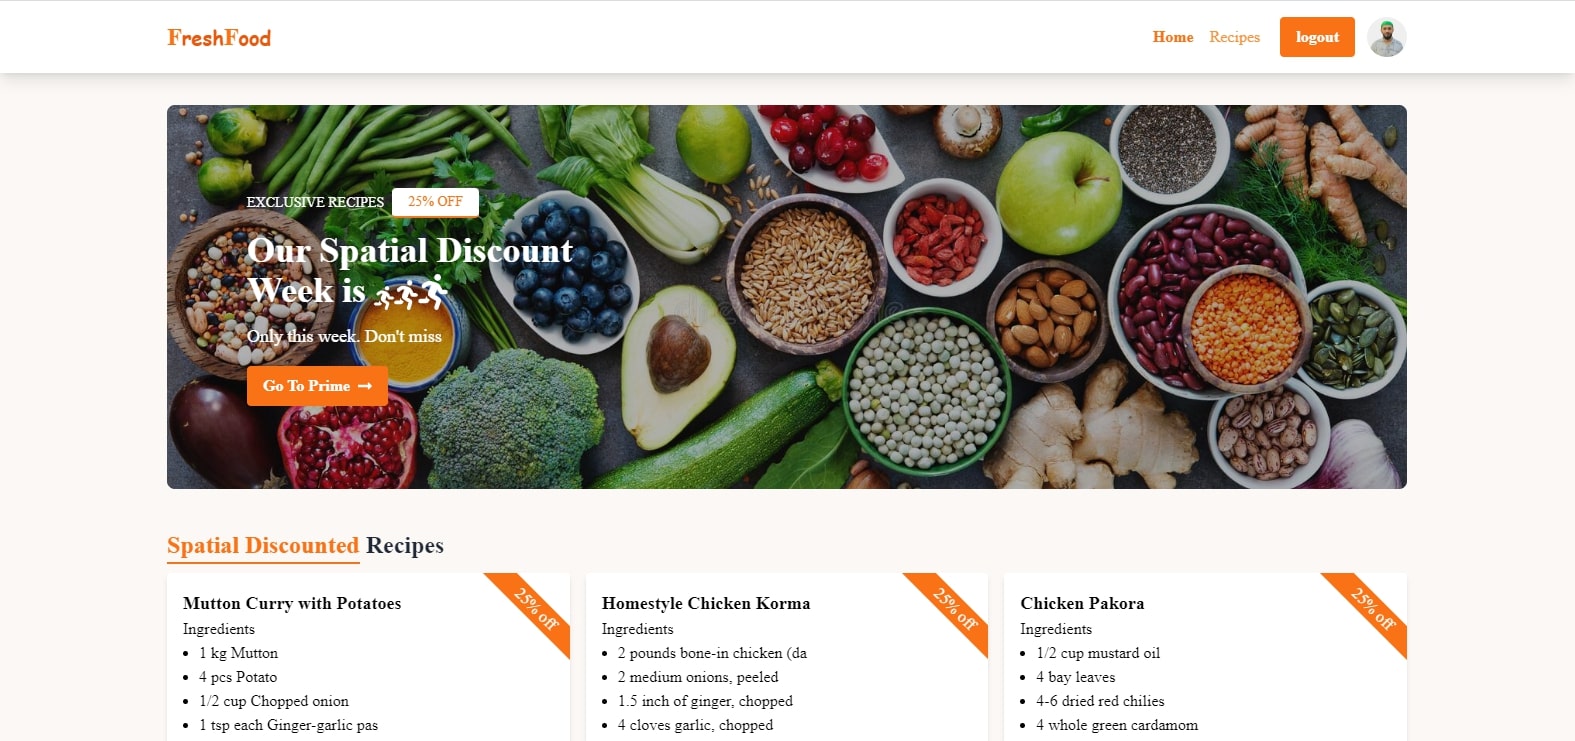 FreshFood
Home Recipes logout
EXCLUSIVE RECIPES 25% OFF
Our Spatial Discount
Week is
Only this week. Don't miss
Go To Prime →
Spatial Discounted Recipes
Mutton Curry with Potatoes
25% off
Ingredients
• 1 kg Mutton
• 4 pcs Potato
• 1/2 cup Chopped onion
• 1 tsp each Ginger-garlic pas
Homestyle Chicken Korma
25% off
Ingredients
• 2 pounds bone-in chicken (da
• 2 medium onions, peeled
• 1.5 inch of ginger, chopped
• 4 cloves garlic, chopped
Chicken Pakora
25% off
Ingredients
• 1/2 cup mustard oil
• 4 bay leaves
• 4-6 dried red chilies
• 4 whole green cardamom